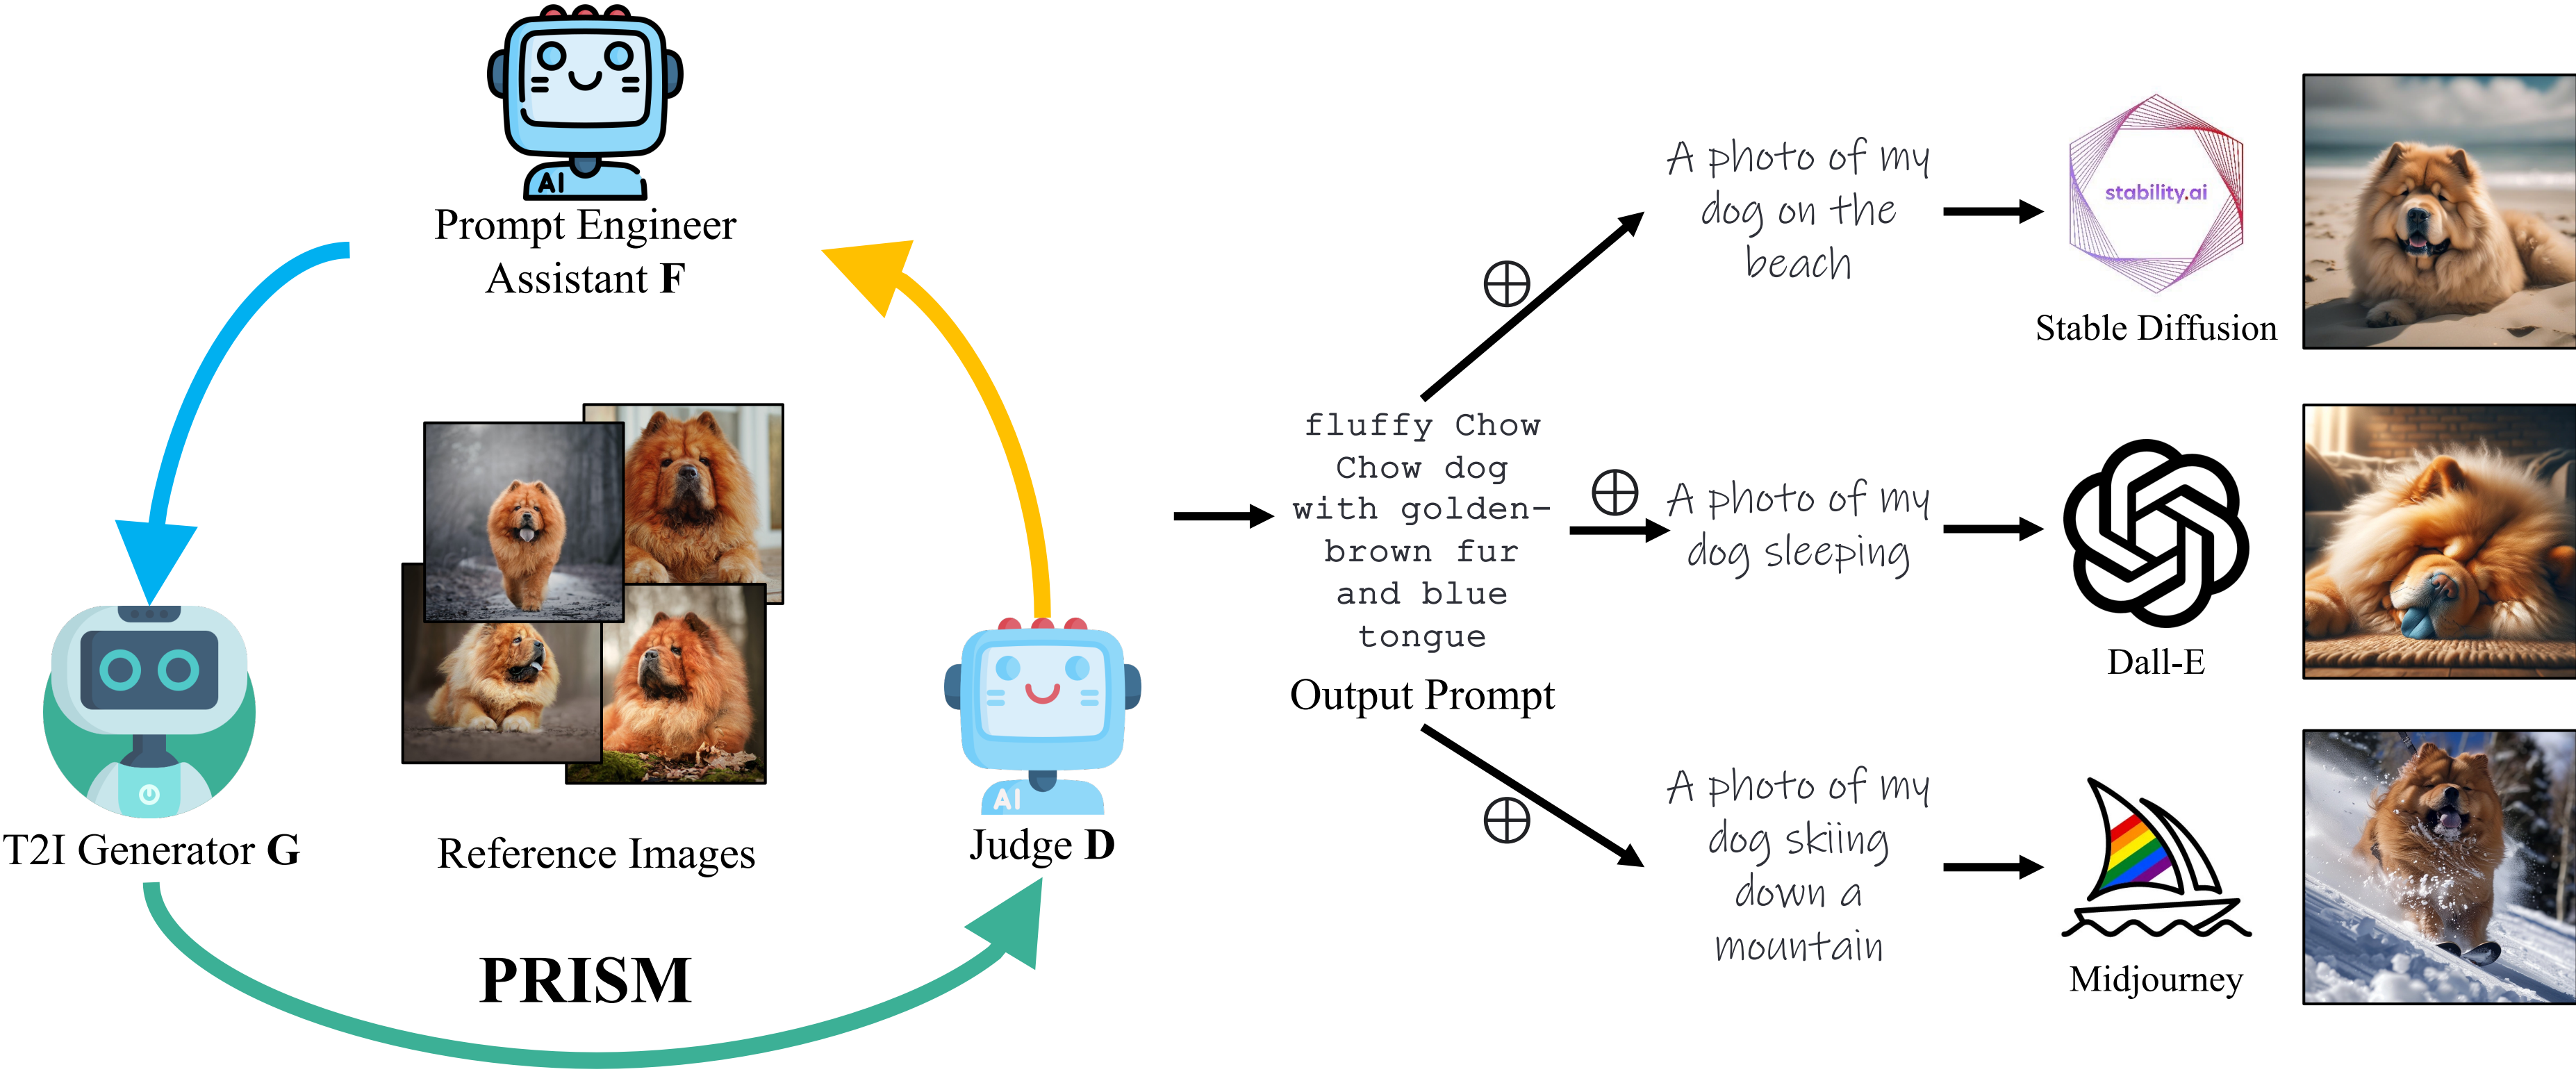 Prompt Engineer
Assistant F
AI
T2I Generator G
Reference Images
AI
Judge D
PRISM
fluffy Chow
Chow dog
with golden-
brown fur
and blue
tongue
Output Prompt
A photo of my
dog on the
beach
stability.ai
Stable Diffusion
A photo of my
dog sleeping
Dall-E
A photo of my
dog skiing
down a
mountain
Midjourney